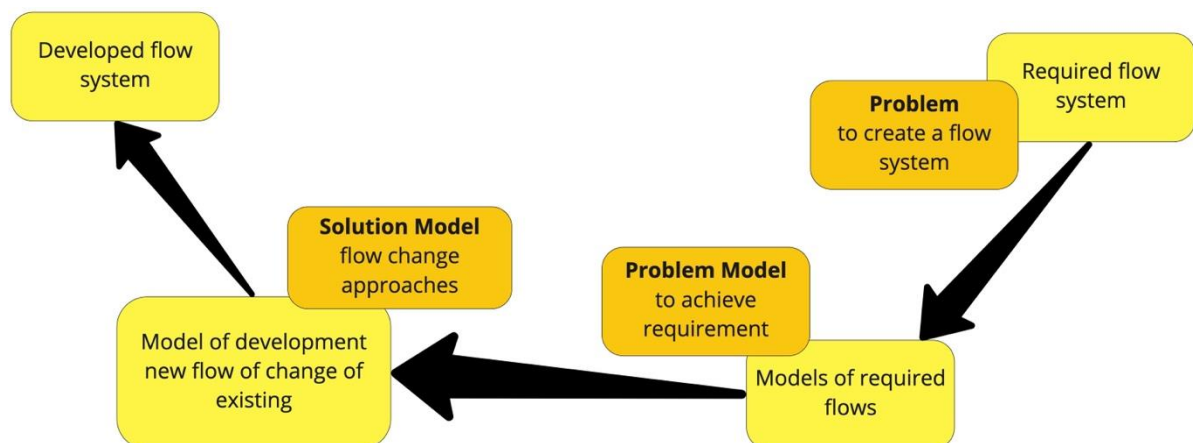 Developed flow
system
Required flow
system
Problem
to create a flow
system
Solution Model
flow change
approaches
Problem Model
to achieve
requirement
Model of development
new flow of change of
existing
Models of required
flows